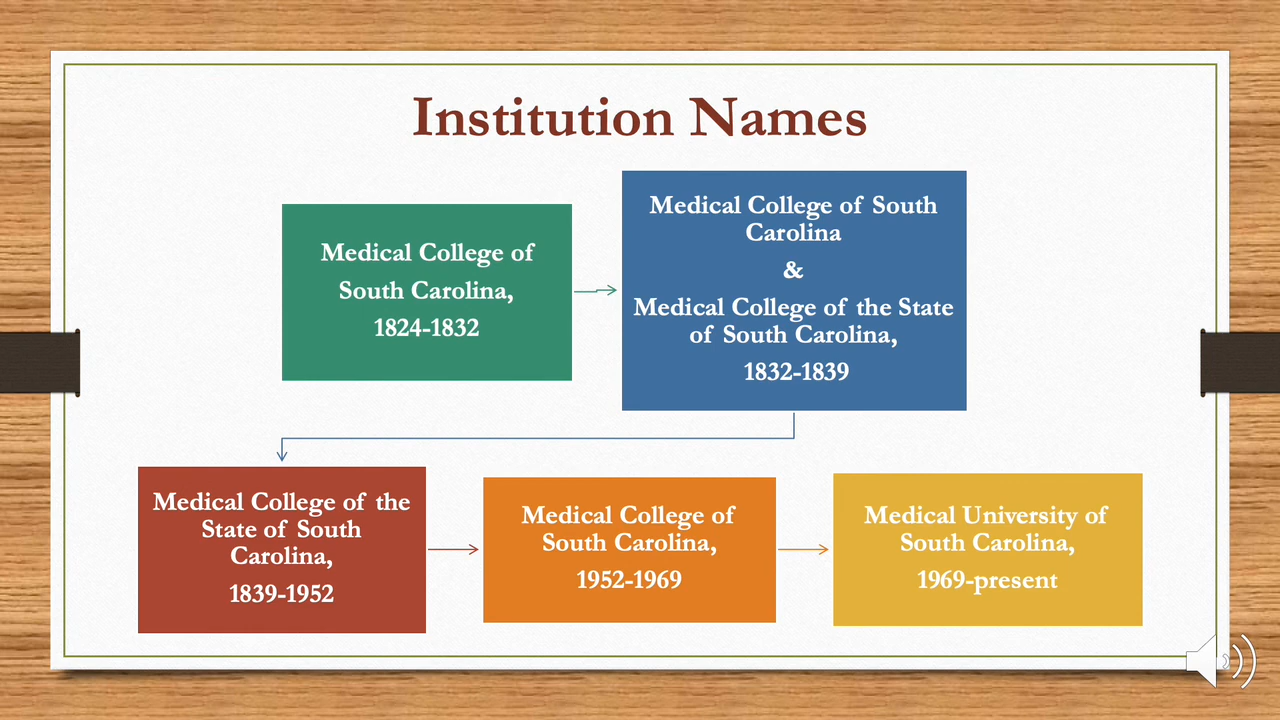 Institution Names
Medical College of
South Carolina,
1824-1832
Medical College of South
Carolina
&
Medical College of the State
of South Carolina,
1832-1839
Medical College of the
State of South
Carolina,
1839-1952
Medical College of
South Carolina,
1952-1969
Medical University of
South Carolina,
1969-present